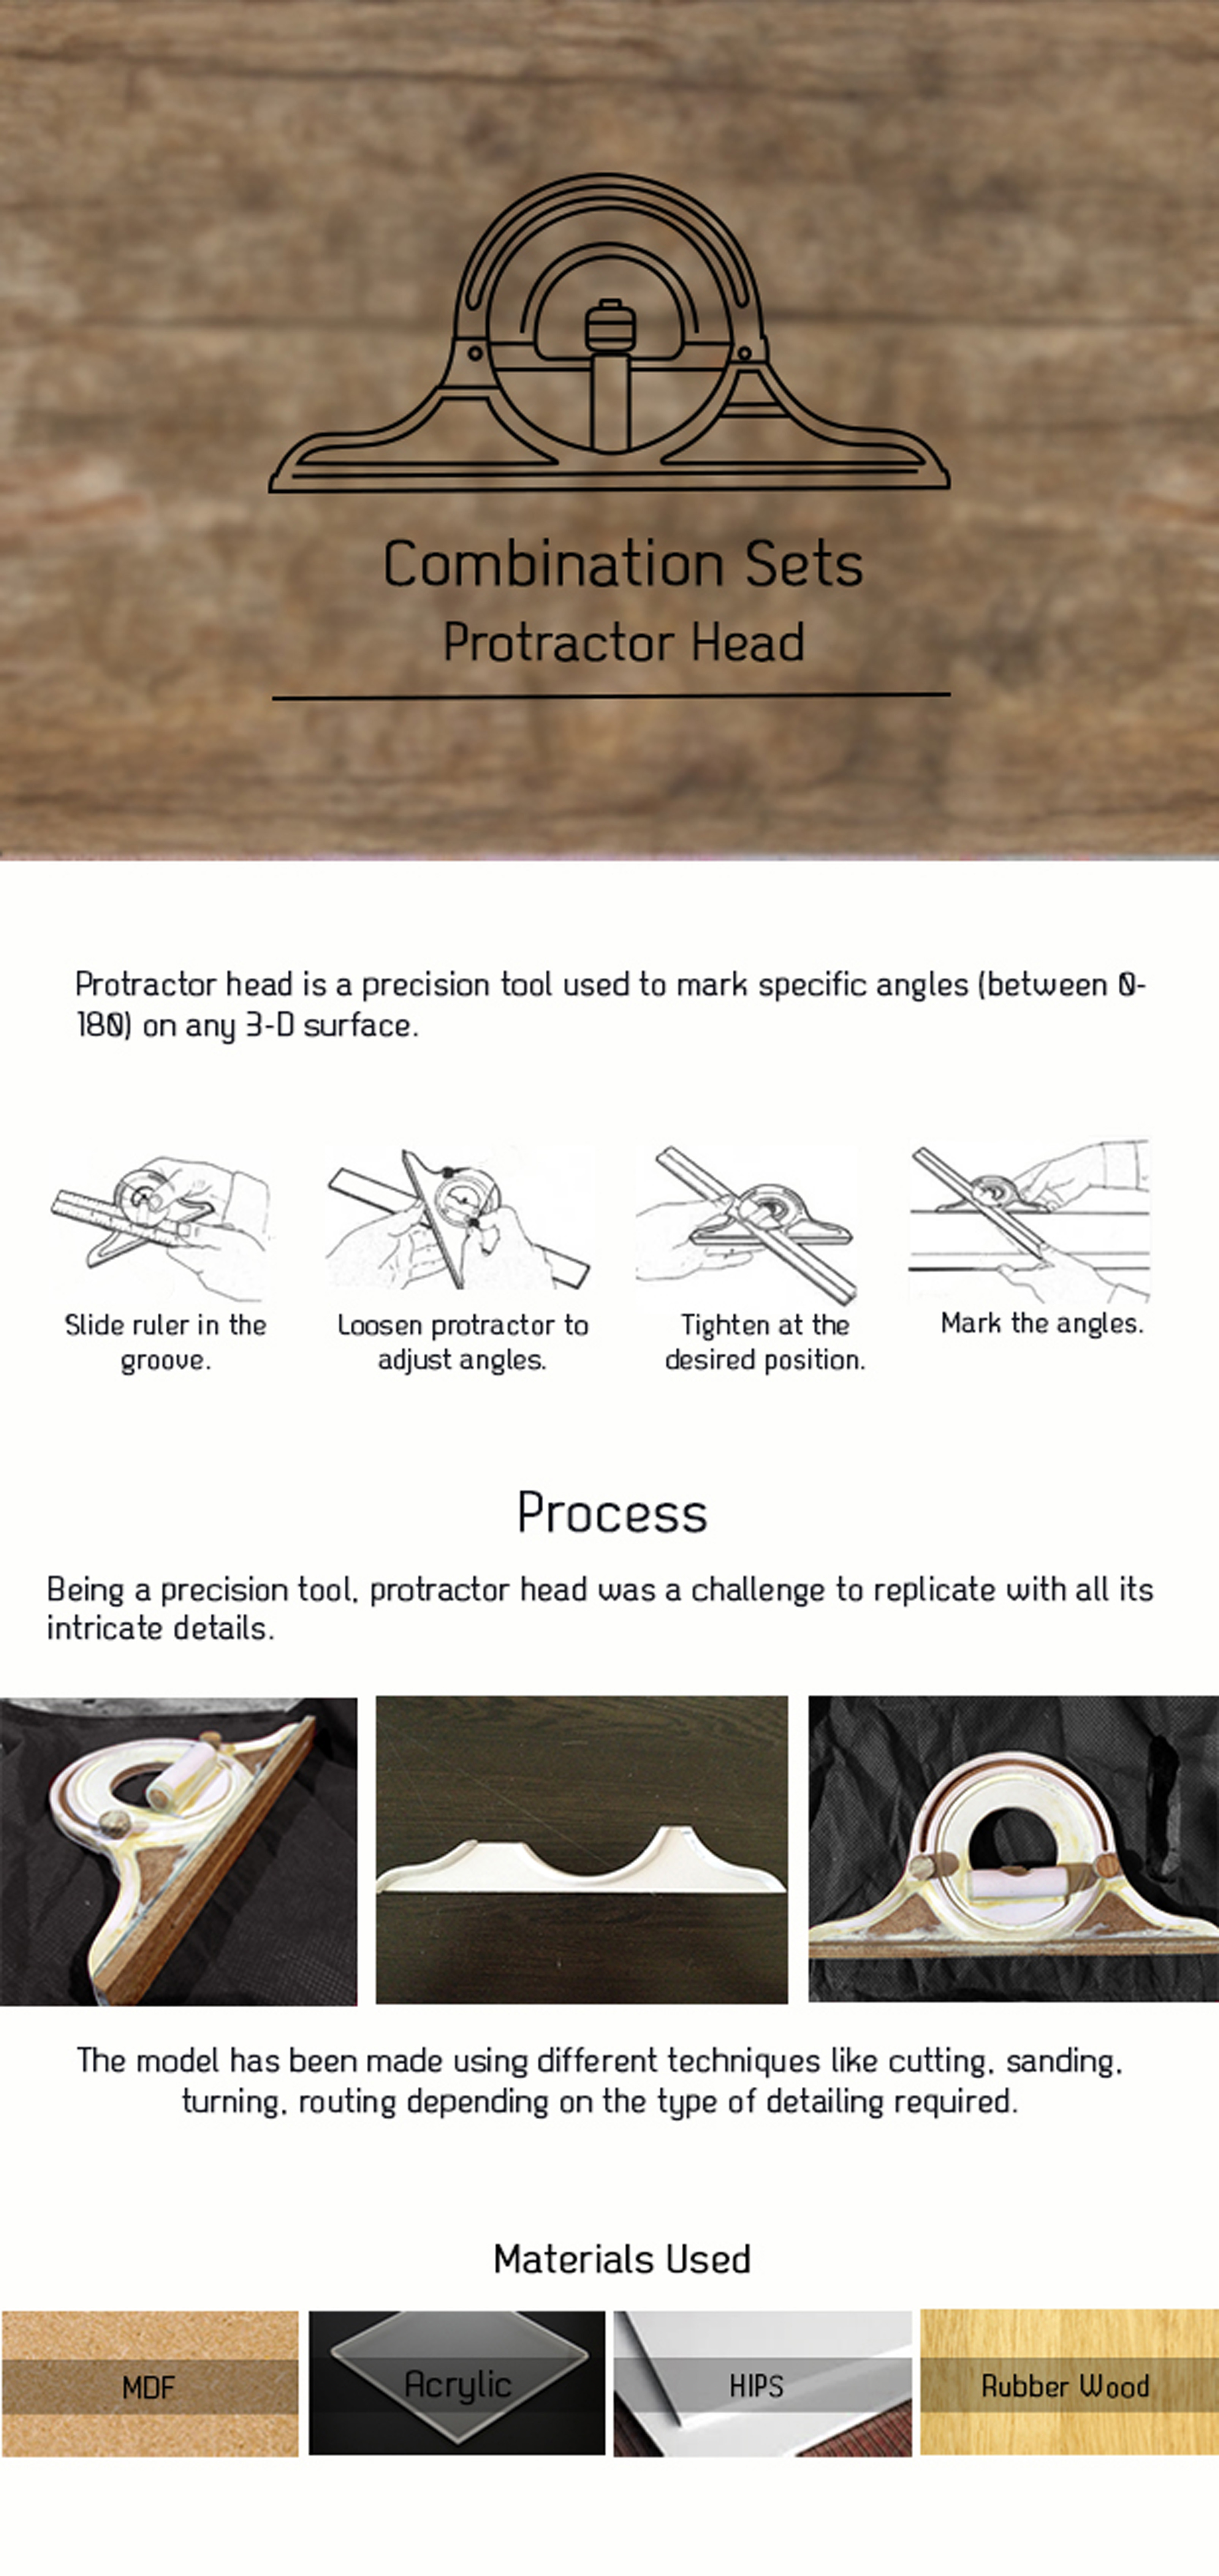 Combination Sets
Protractor Head
Protractor head is a precision tool used to mark specific angles (between 0-
180) on any 3-D surface.
Slide ruler in the
groove.
Loosen protractor to
adjust angles.
Tighten at the
desired position.
Mark the angles.
Process
Being a precision tool, protractor head was a challenge to replicate with all its
intricate details.
The model has been made using different techniques like cutting, sanding,
turning, routing depending on the type of detailing required.
Materials Used
MDF
Acrylic
HIPS
Rubber Wood